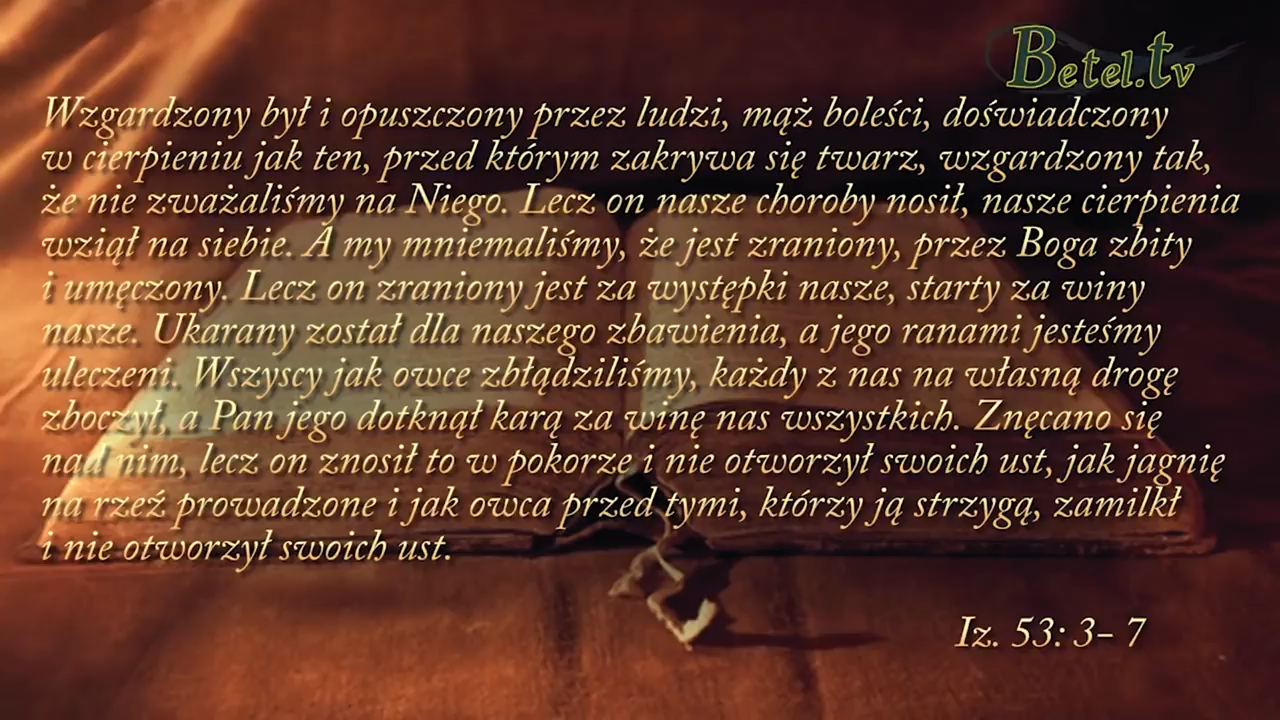 Betel.tv
Wzgardzony był i opuszczony przez ludzi, mąż boleści, doświadczony
w cierpieniu jak ten, przed którym zakrywa się twarz, wzgardzony tak,
że nie zważaliśmy na Niego. Lecz on nasze choroby nosił, nasze cierpienia
wziął na siebie. A my mniemaliśmy, że jest zraniony, przez Boga zbity
i umęczony. Lecz on zraniony jest za występki nasze, starty za winy
nasze. Ukarany został dla naszego zbawienia, a jego ranami jesteśmy
uleczeni. Wszyscy jak owce zbłądziliśmy, każdy z nas na własną drogę
zboczył, a Pan jego dotknął karą za winę nas wszystkich. Znęcano się
nad nim, lecz on znosił to w pokorze i nie otworzył swoich ust, jak jagnię
na rzeź prowadzone i jak owca przed tymi, którzy ją strzygą, zamilkł
i nie otworzył swoich ust.
Iz. 53: 3- 7